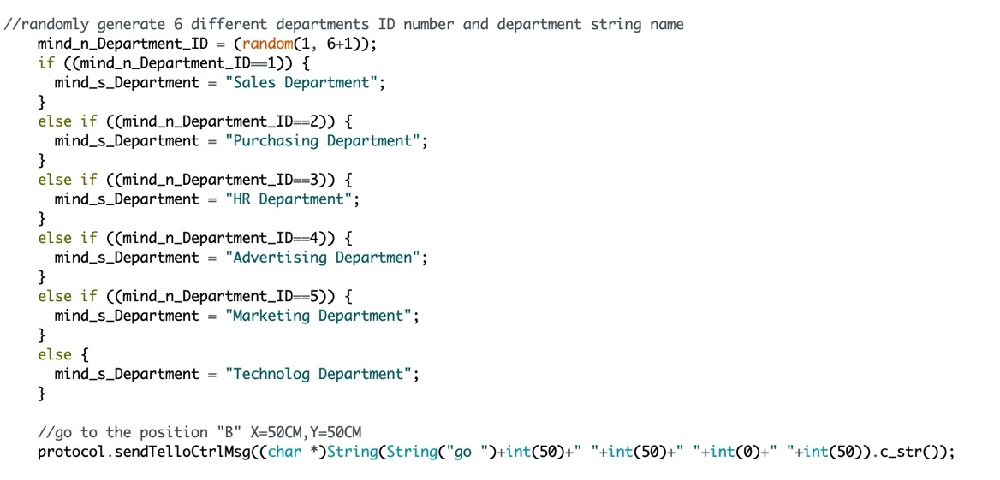 //randomly generate 6 different departments ID number and department string name
    mind_n_Department_ID = (random(1, 6+1));
    if ((mind_n_Department_ID==1)) {
      mind_s_Department = "Sales Department";
    }
    else if ((mind_n_Department_ID==2)) {
      mind_s_Department = "Purchasing Department";
    }
    else if ((mind_n_Department_ID==3)) {
      mind_s_Department = "HR Department";
    }
    else if ((mind_n_Department_ID==4)) {
      mind_s_Department = "Advertising Departmen";
    }
    else if ((mind_n_Department_ID==5)) {
      mind_s_Department = "Marketing Department";
    }
    else {
      mind_s_Department = "Technolog Department";
    }
    //go to the position "B" X=50CM,Y=50CM
    protocol.sendTelloCtrlMsg((char *)String(String("go ")+int(50)+" "+int(50)+" "+int(0)+" "+int(50)).c_str());